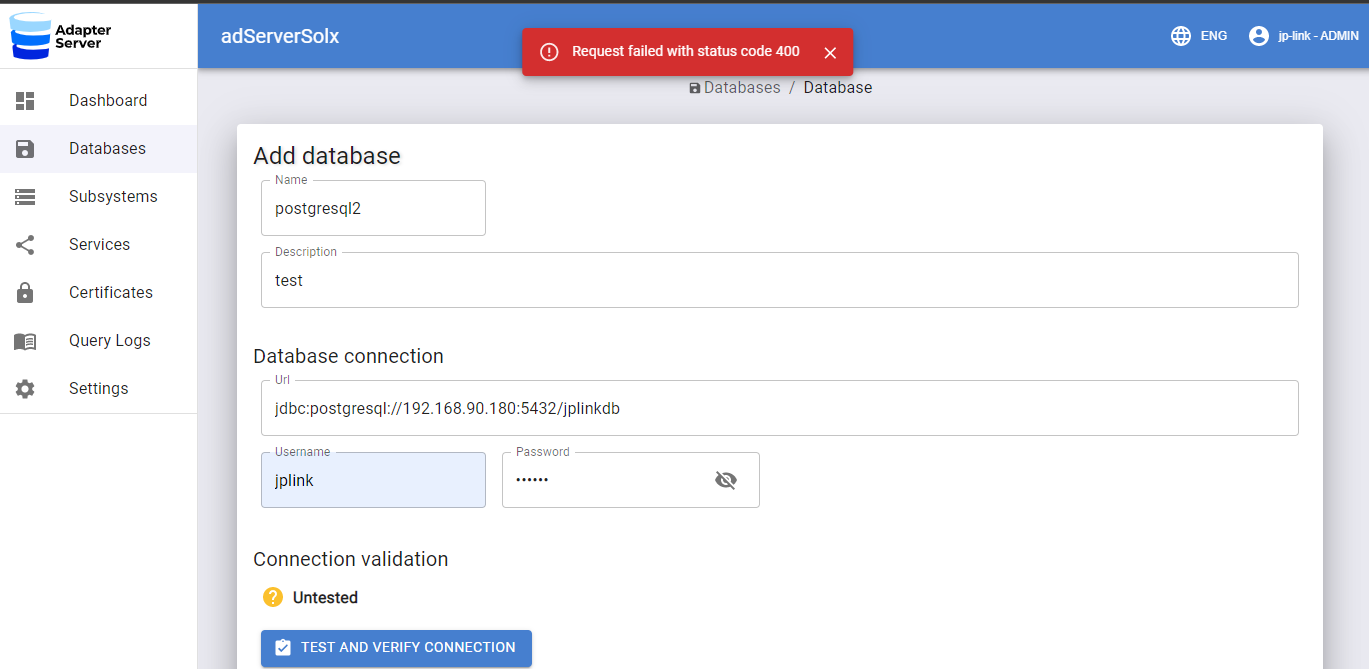 Adapter
Server
adServerSolx
Request failed with status code 400
ENG
jp-link - ADMIN
Databases / Database
Dashboard
Databases
Subsystems
Services
Certificates
Query Logs
Settings
Add database
Name
postgresql2
Description
test
Database connection
Url
jdbc:postgresql://192.168.90.180:5432/jplinkdb
Username
jplink
Password
••••••
Connection validation
? Untested
TEST AND VERIFY CONNECTION